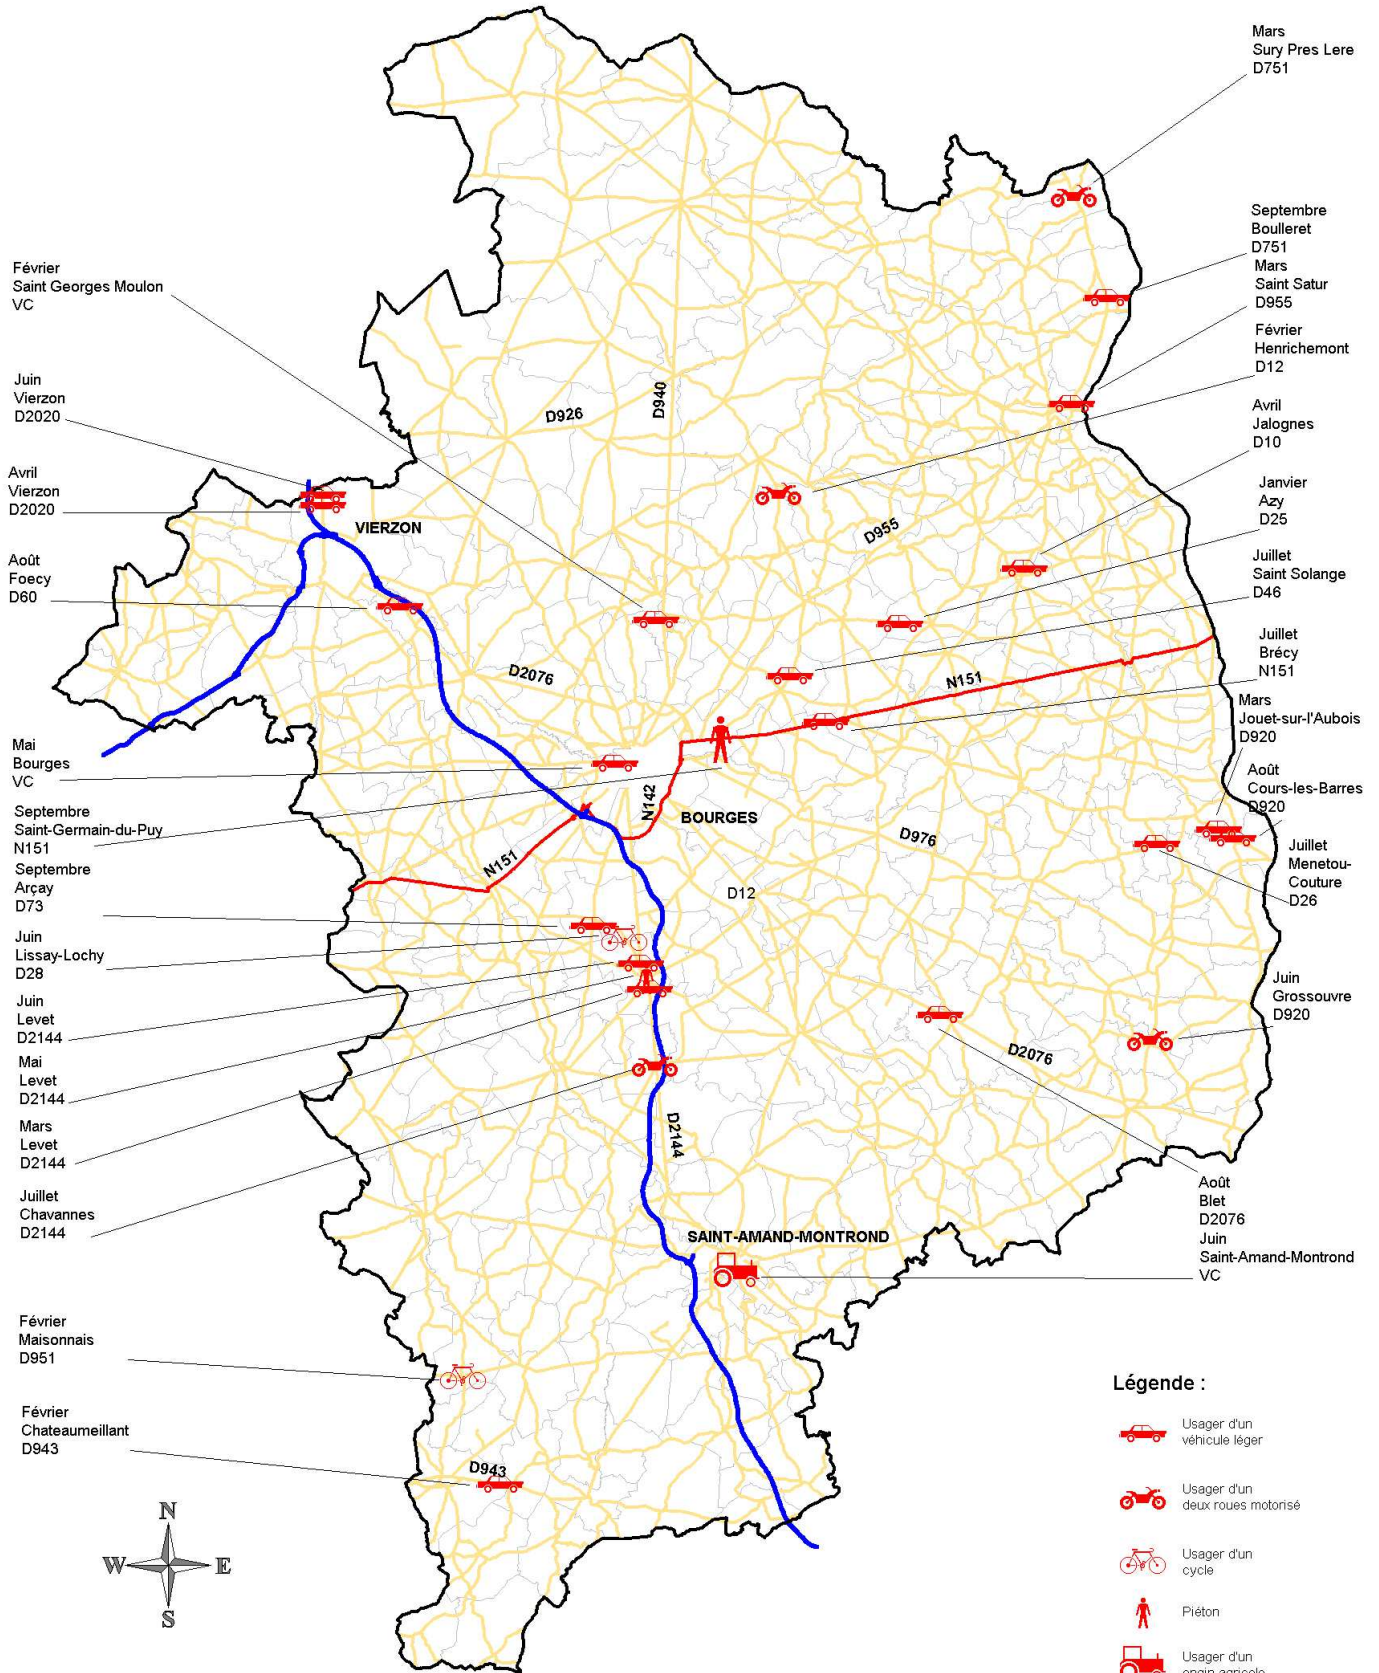 Mars
Sury Pres Lere
D751
Septembre
Boulleret
D751
Mars
Saint Satur
D955
Février
Henrichemont
D12
Avril
Jalognes
D10
Janvier
Azy
D25
Juillet
Saint Solange
D46
Juillet
Brécy
N151
Mars
Jouet-sur-l'Aubois
D920
Août
Cours-les-Barres
D920
Juillet
Menetou-
Couture
D26
Juin
Grossouvre
D920
Août
Blet
D2076
Juin
Saint-Amand-Montrond
VC
Février
Saint Georges Moulon
VC
Juin
Vierzon
D2020
Avril
Vierzon
D2020
Août
Foecy
D60
Mai
Bourges
VC
Septembre
Saint-Germain-du-Puy
N151
Septembre
Arçay
D73
Juin
Lissay-Lochy
D28
Juin
Levet
D2144
Mai
Levet
D2144
Mars
Levet
D2144
Juillet
Chavannes
D2144
Février
Maisonnais
D951
Février
Chateaumeillant
D943
D926
D940
D955
VIERZON
D2076
N151
N142
BOURGES
D976
N151
D12
D2076
D2144
SAINT-AMAND-MONTROND
D943
N
W
E
S
Légende :
Usager d'un
véhicule léger
Usager d'un
deux roues motorisé
Usager d'un
cycle
Piéton
Usager d'un
engin agricole